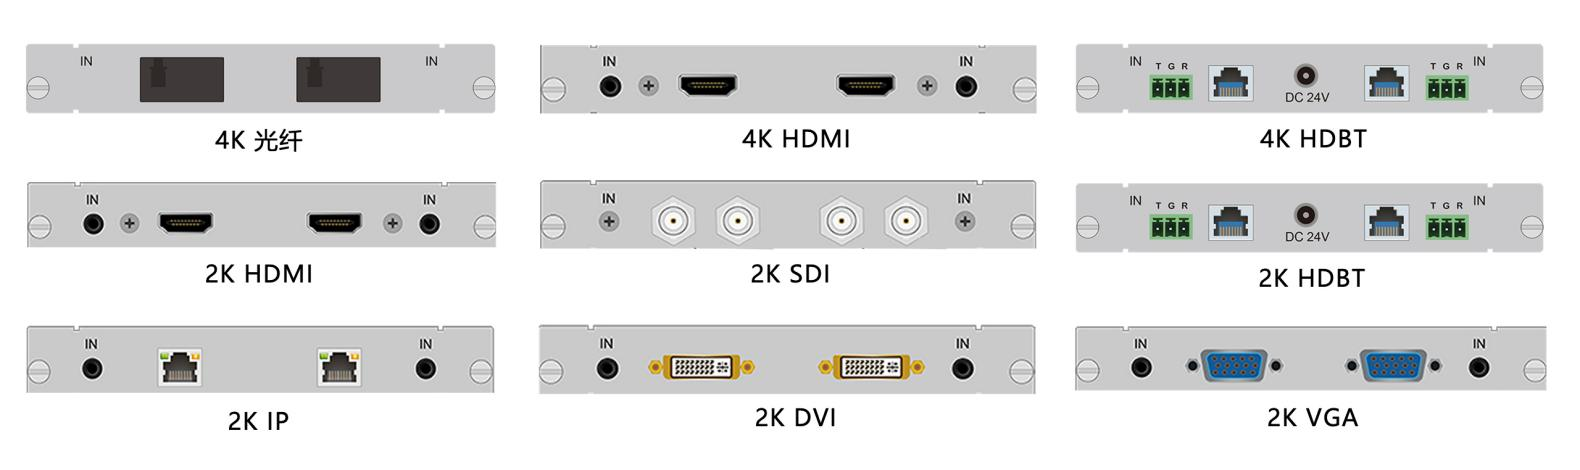 IN IN
4K 光纤
IN IN
4K HDMI
IN T G R DC 24V T G R IN
4K HDBT
IN IN
2K HDMI
IN IN
2K SDI
IN T G R DC 24V T G R IN
2K HDBT
IN IN
2K IP
IN IN
2K DVI
IN IN
2K VGA